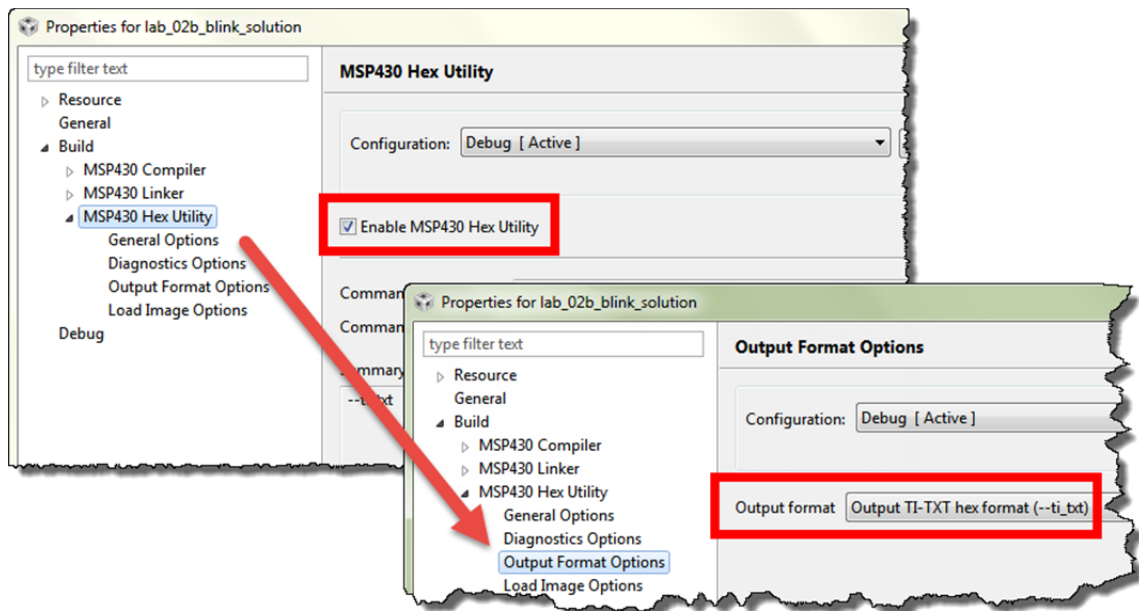 Properties for lab_02b_blink_solution
type filter text
Resource
General
Build
MSP430 Compiler
MSP430 Linker
MSP430 Hex Utility
General Options
Diagnostics Options
Output Format Options
Load Image Options
Debug
MSP430 Hex Utility
Configuration: Debug [ Active ]
Enable MSP430 Hex Utility
Comman
Comman
Properties for lab_02b_blink_solution
type filter text
Resource
General
Build
MSP430 Compiler
MSP430 Linker
MSP430 Hex Utility
General Options
Diagnostics Options
Output Format Options
Load Image Options
Output Format Options
Configuration: Debug [ Active ]
Output format Output TI-TXT hex format (--ti_txt)